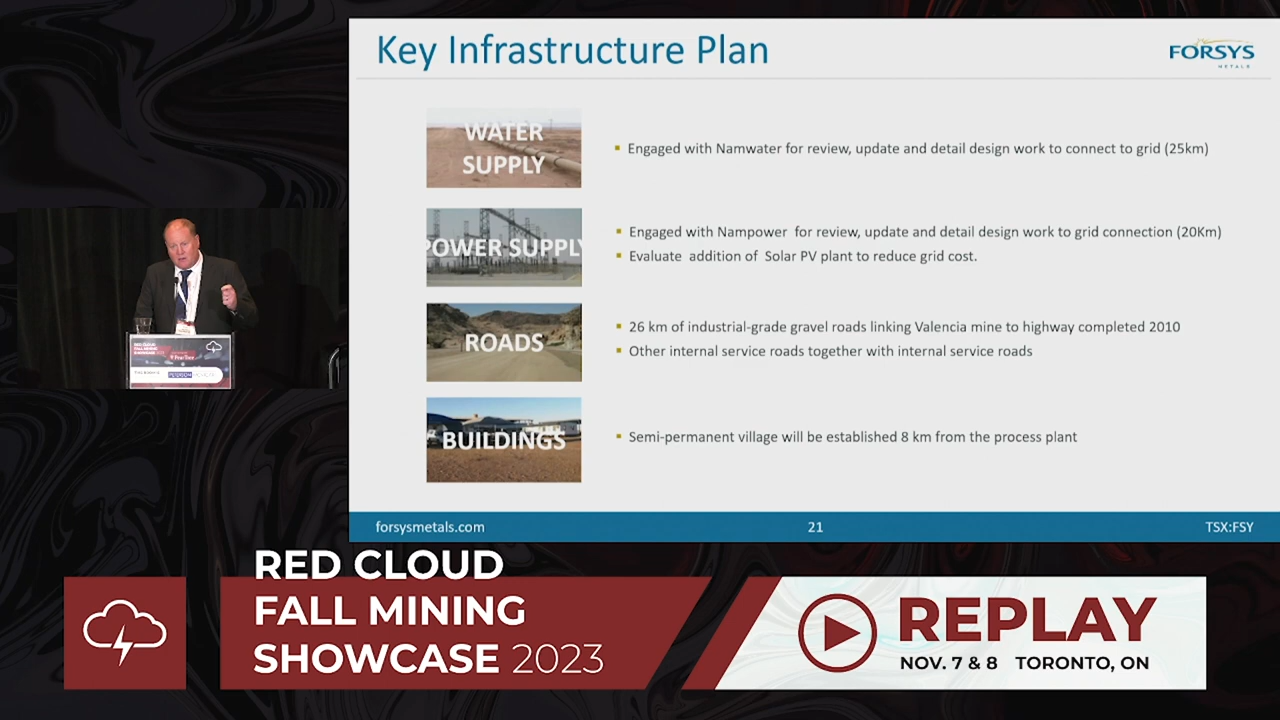 Key Infrastructure Plan
FORSYS
METALS
WATER
SUPPLY
Engaged with Namwater for review, update and detail design work to connect to grid (25km)
POWER SUPPLY
Engaged with Nampower for review, update and detail design work to grid connection (20Km)
Evaluate addition of Solar PV plant to reduce grid cost.
ROADS
26 km of industrial-grade gravel roads linking Valencia mine to highway completed 2010
Other internal service roads together with internal service roads
BUILDINGS
Semi-permanent village will be established 8 km from the process plant
forsysmetals.com
21
TSX:FSY
RED CLOUD
FALL MINING
SHOWCASE
RED CLOUD
FALL MINING
SHOWCASE 2023
REPLAY
NOV. 7 & 8 TORONTO, ON